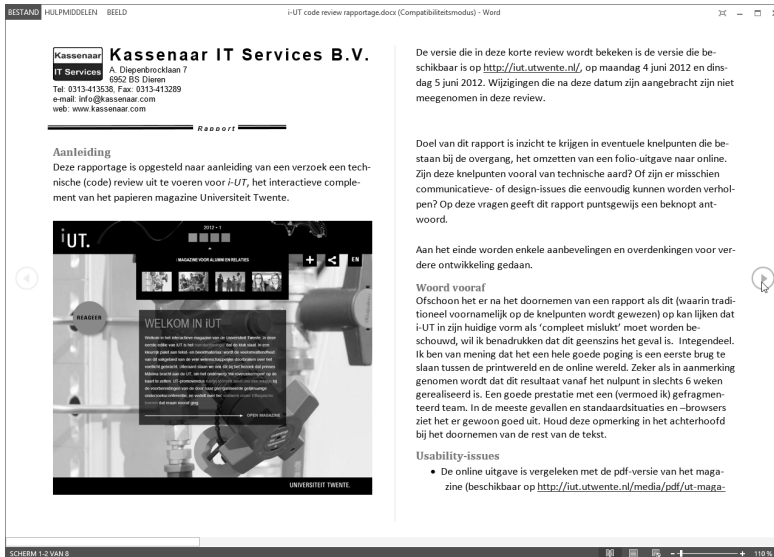 BESTAND HULPMIDDELEN BEELD
i-UT code review rapportage.docx (Compatibiliteitsmodus) - Word
Kassenaar
IT Services
Kassenaar IT Services B.V.
A. Diepenbrocklaan 7
6952 BS Dieren
Tel: 0313-413538, Fax: 0313-413289
e-mail: info@kassenaar.com
web: www.kassenaar.com
Rapport
Aanleiding
Deze rapportage is opgesteld naar aanleiding van een verzoek een tech-
nische (code) review uit te voeren voor i-UT, het interactieve comple-
ment van het papieren magazine Universiteit Twente.
iUT.
2012 • 1
MAGAZINE VOOR ALUMNI EN RELATIES
EN
REAGEER
WELKOM IN iUT
OPEN MAGAZINE
UNIVERSITEIT TWENTE.
De versie die in deze korte review wordt bekeken is de versie die be-
schikbaar is op http://iut.utwente.nl/, op maandag 4 juni 2012 en dins-
dag 5 juni 2012. Wijzigingen die na deze datum zijn aangebracht zijn niet
meegenomen in deze review.
Doel van dit rapport is inzicht te krijgen in eventuele knelpunten die be-
staan bij de overgang, het omzetten van een folio-uitgave naar online.
Zijn deze knelpunten vooral van technische aard? Of zijn er misschien
communicatieve- of design-issues die eenvoudig kunnen worden verhol-
pen? Op deze vragen geeft dit rapport puntsgewijs een beknopt ant-
woord.
Aan het einde worden enkele aanbevelingen en overdenkingen voor ver-
dere ontwikkeling gedaan.
Woord vooraf
Ofschoon het er na het doornemen van een rapport als dit (waarin tradi-
tioneel voornamelijk op de knelpunten wordt gewezen) op kan lijken dat
i-UT in zijn huidige vorm als ‘compleet mislukt’ moet worden be-
schouwd, wil ik benadrukken dat dit geenszins het geval is. Integendeel.
Ik ben van mening dat het een hele goede poging is een eerste brug te
slaan tussen de printwereld en de online wereld. Zeker als in aanmerking
genomen wordt dat dit resultaat vanaf het nulpunt in slechts 6 weken
gerealiseerd is. Een goede prestatie met een (vermoed ik) gefragmen-
teerd team. In de meeste gevallen en standaardsituaties en –browsers
ziet het er gewoon goed uit. Houd deze opmerking in het achterhoofd
bij het doornemen van de rest van de tekst.
Usability-issues
• De online uitgave is vergeleken met de pdf-versie van het maga-
zine (beschikbaar op http://iut.utwente.nl/media/pdf/ut-maga-
SCHERM 1-2 VAN 8
110 %